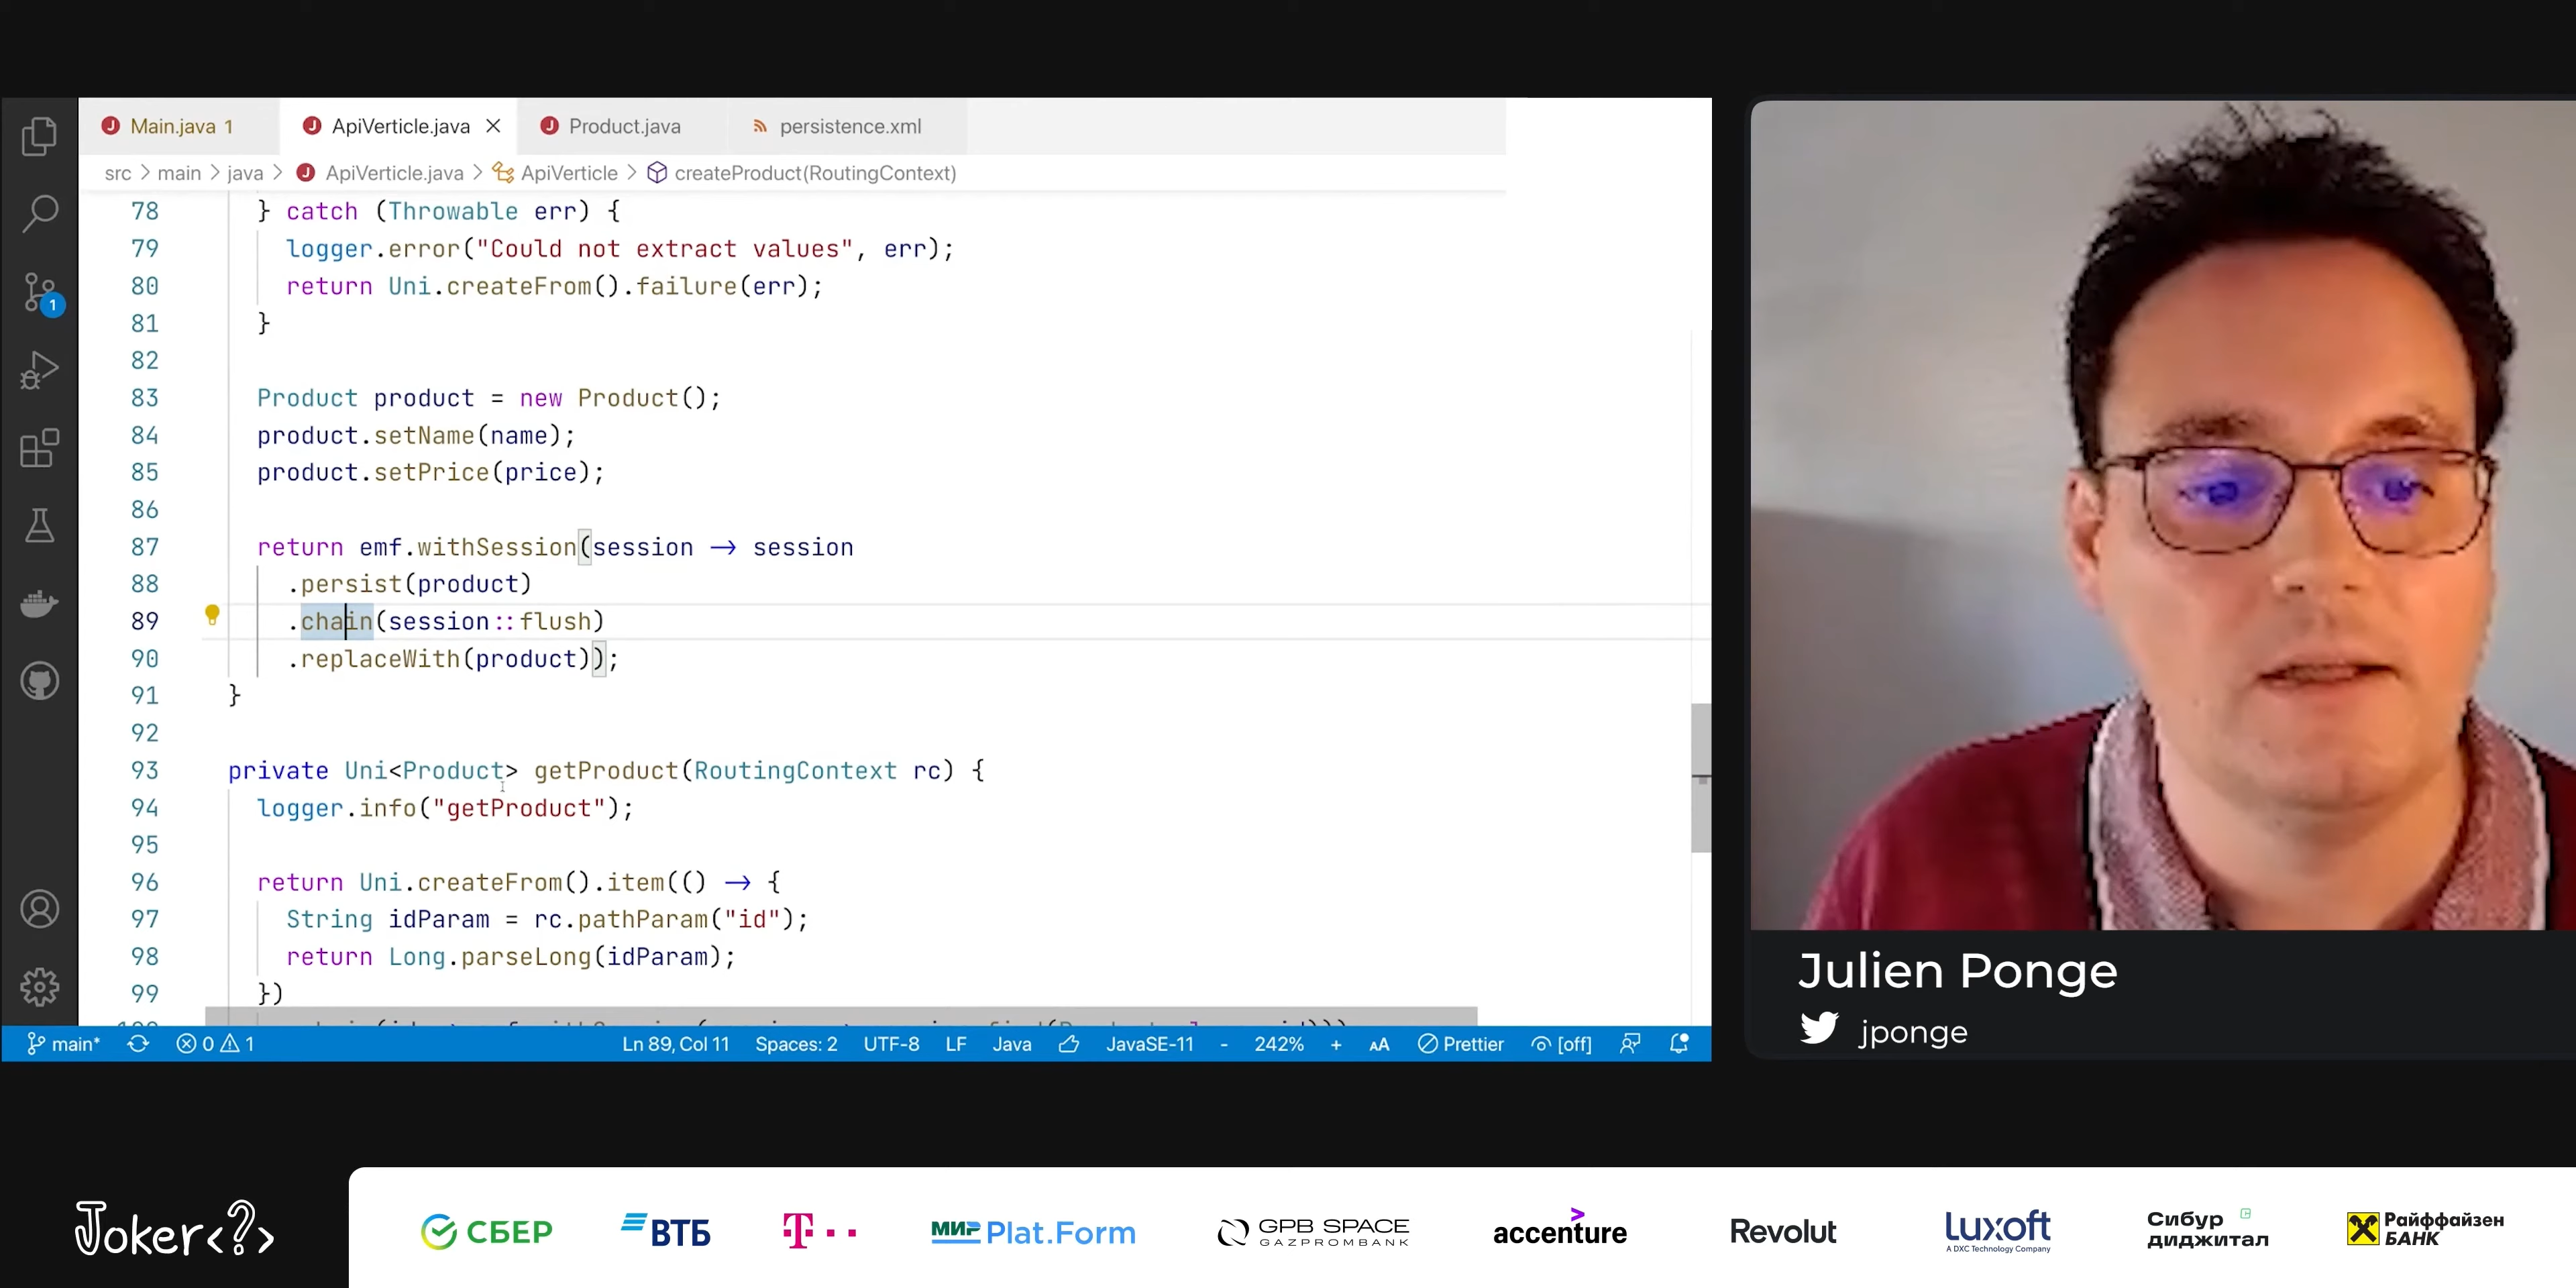 Main.java 1
ApiVerticle.java
Product.java
persistence.xml
src > main > java > ApiVerticle.java > ApiVerticle > createProduct(RoutingContext)
78 } catch (Throwable err) {
79 logger.error("Could not extract values", err);
80 return Uni.createFrom().failure(err);
81 }
82
83 Product product = new Product();
84 product.setName(name);
85 product.setPrice(price);
86
87 return emf.withSession(session → session
88 .persist(product)
89 .chain(session::flush)
90 .replaceWith(product));
91 }
92
93 private Uni<Product> getProduct(RoutingContext rc) {
94 logger.info("getProduct");
95
96 return Uni.createFrom().item(() → {
97 String idParam = rc.pathParam("id");
98 return Long.parseLong(idParam);
99 })
1
main* 0 1 Ln 89, Col 11 Spaces: 2 UTF-8 LF Java JavaSE-11 - 242% + AA Prettier [off]
Julien Ponge
jponge
Joker<?>
СБЕР
ВТБ
T
МИР Plat.Form
GPB SPACE
GAZPROMBANK
accenture
Revolut
Luxoft
A DXC Technology Company
Сибур
диджитал
Райффайзен
БАНК